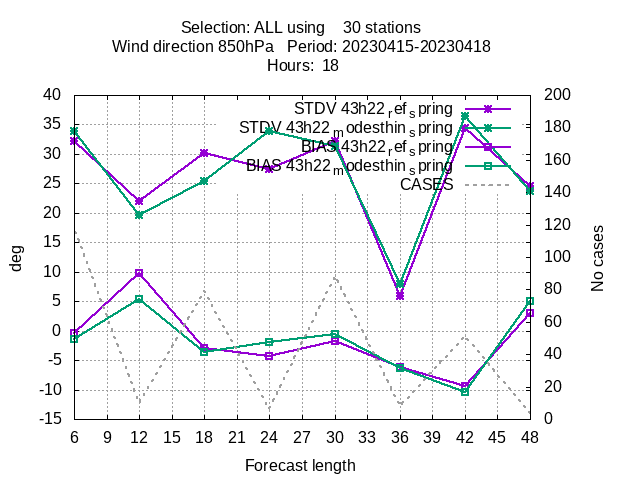 Selection: ALL using    30 stations
Wind direction 850hPa   Period: 20230415-20230418
Hours:  18
STDV 43h22_ref_spring
STDV 43h22_modesthin_spring
BIAS 43h22_ref_spring
BIAS 43h22_modesthin_spring
CASES
deg
No cases
40
35
30
25
20
15
10
5
0
-5
-10
-15
200
180
160
140
120
100
80
60
40
20
0
6 9 12 15 18 21 24 27 30 33 36 39 42 45 48
Forecast length